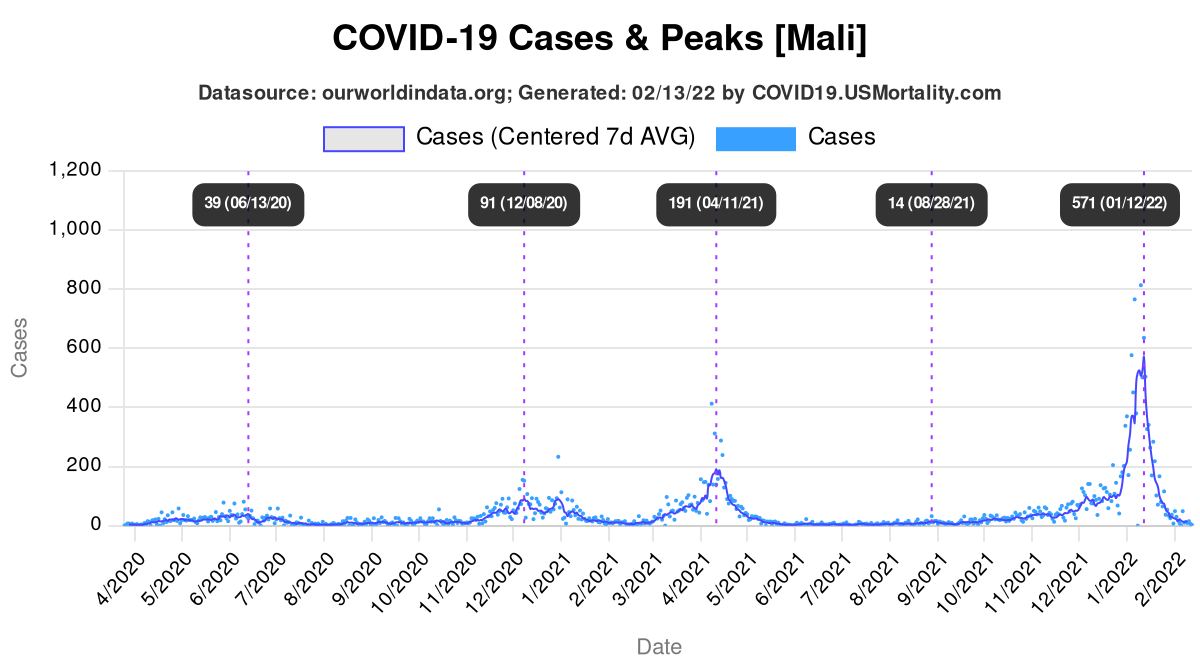 COVID-19 Cases & Peaks [Mali]
Datasource: ourworldindata.org; Generated: 02/13/22 by COVID19.USMortality.com
Cases (Centered 7d AVG) Cases
1,200
39 (06/13/20) 91 (12/08/20) 191 (04/11/21) 14 (08/28/21) 571 (01/12/22)
1,000
800
600
400
200
0
Cases
4/2020 5/2020 6/2020 7/2020 8/2020 9/2020 10/2020 11/2020 12/2020 1/2021 2/2021 3/2021 4/2021 5/2021 6/2021 7/2021 8/2021 9/2021 10/2021 11/2021 12/2021 1/2022 2/2022
Date